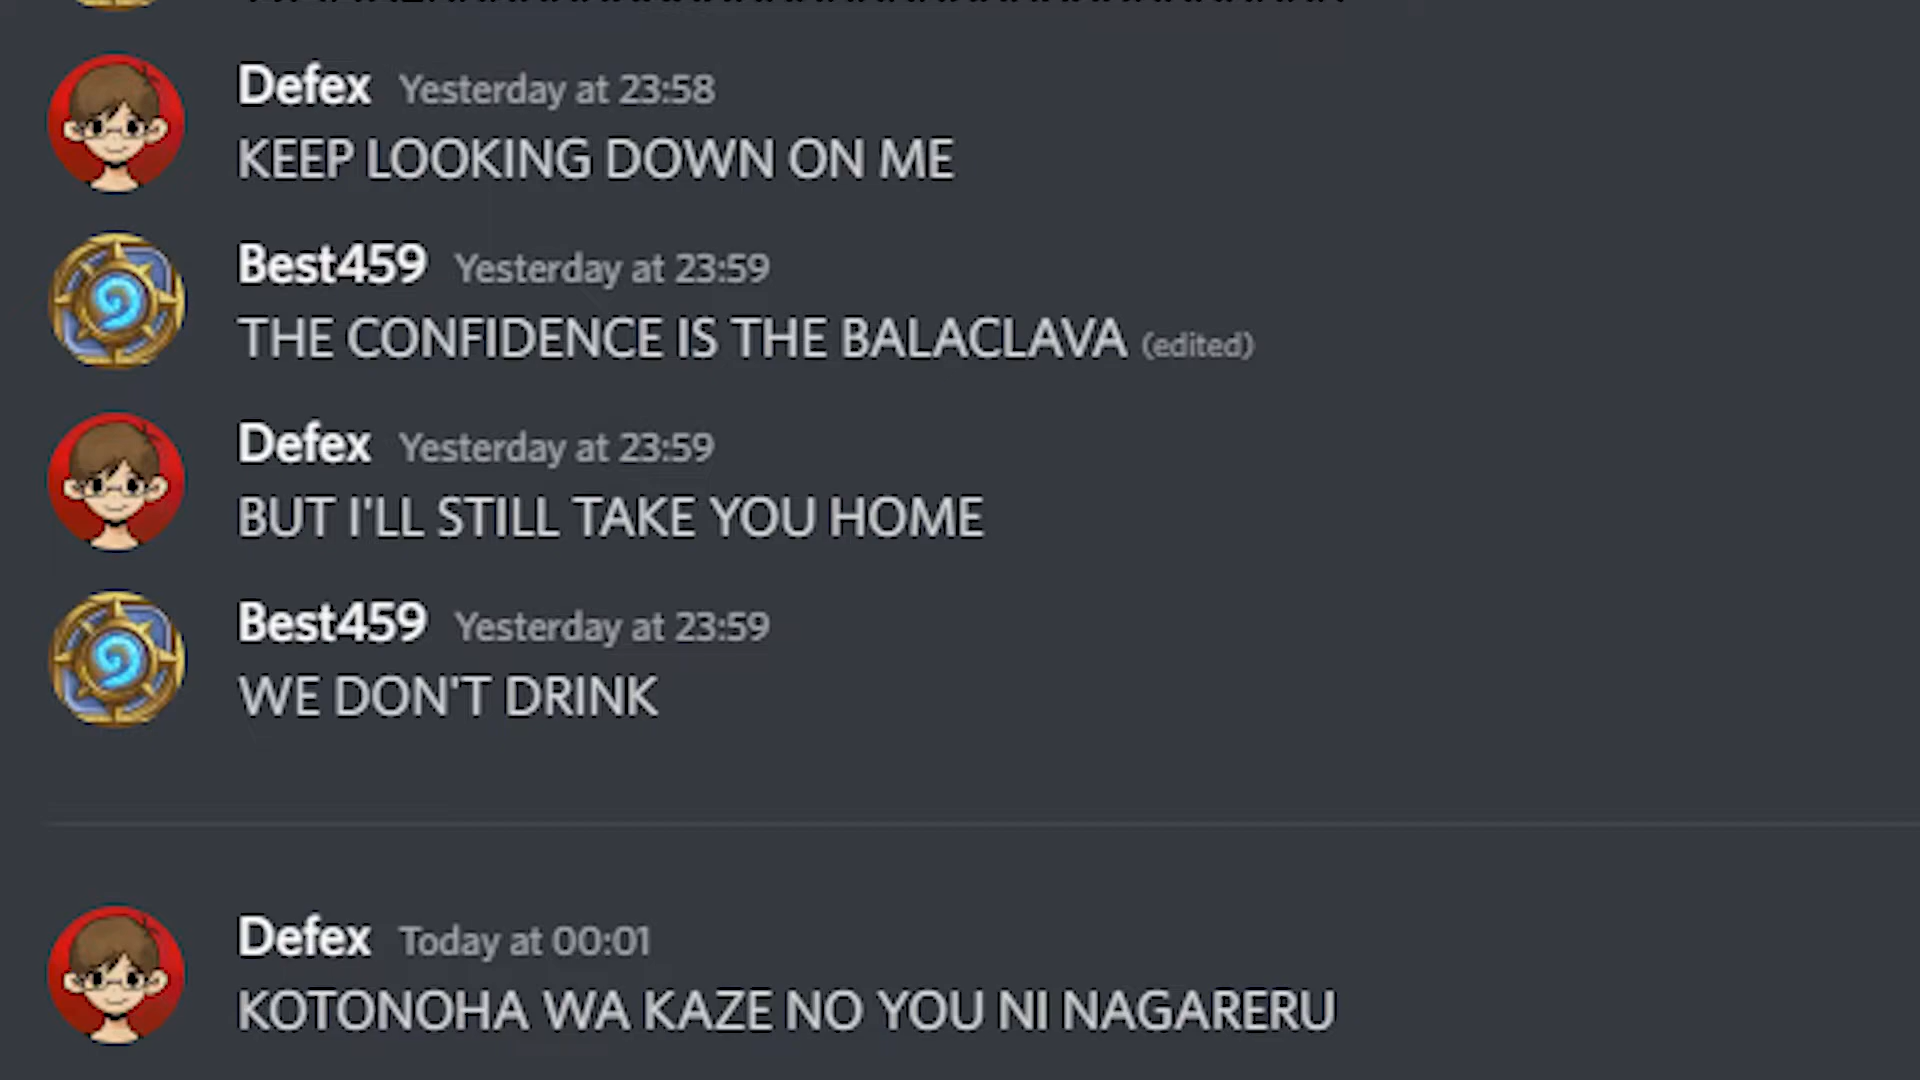 Defex Yesterday at 23:58
KEEP LOOKING DOWN ON ME
Best459 Yesterday at 23:59
THE CONFIDENCE IS THE BALACLAVA (edited)
Defex Yesterday at 23:59
BUT I'LL STILL TAKE YOU HOME
Best459 Yesterday at 23:59
WE DON'T DRINK
Defex Today at 00:01
KOTONOHA WA KAZE NO YOU NI NAGARERU